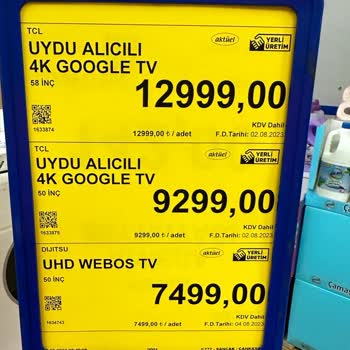 TCL
aktüel
YERLİ
ÜRETİM
UYDU ALICILI
4K GOOGLE TV
58 İNÇ
12999,00
KDV Dahil
1633874
12999,00 ₺ / adet
F.D.Tarihi: 02.08.2023
TCL
aktüel
YERLİ
ÜRETİM
UYDU ALICILI
4K GOOGLE TV
50 İNÇ
9299,00
KDV Dahil
1633875
9299,00 ₺ / adet
F.D.Tarihi: 02.08.2023
DIJITSU
aktüel
YERLİ
ÜRETİM
UHD WEBOS TV
50 İNÇ
7499,00
KDV Dahil
1634743
7499,00 ₺ / adet
F.D.Tarihi: 04.08.2023
Çamaş